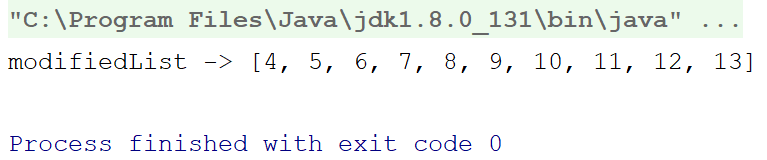 "C:\Program Files\Java\jdk1.8.0_131\bin\java" ...
modifiedList -> [4, 5, 6, 7, 8, 9, 10, 11, 12, 13]
Process finished with exit code 0